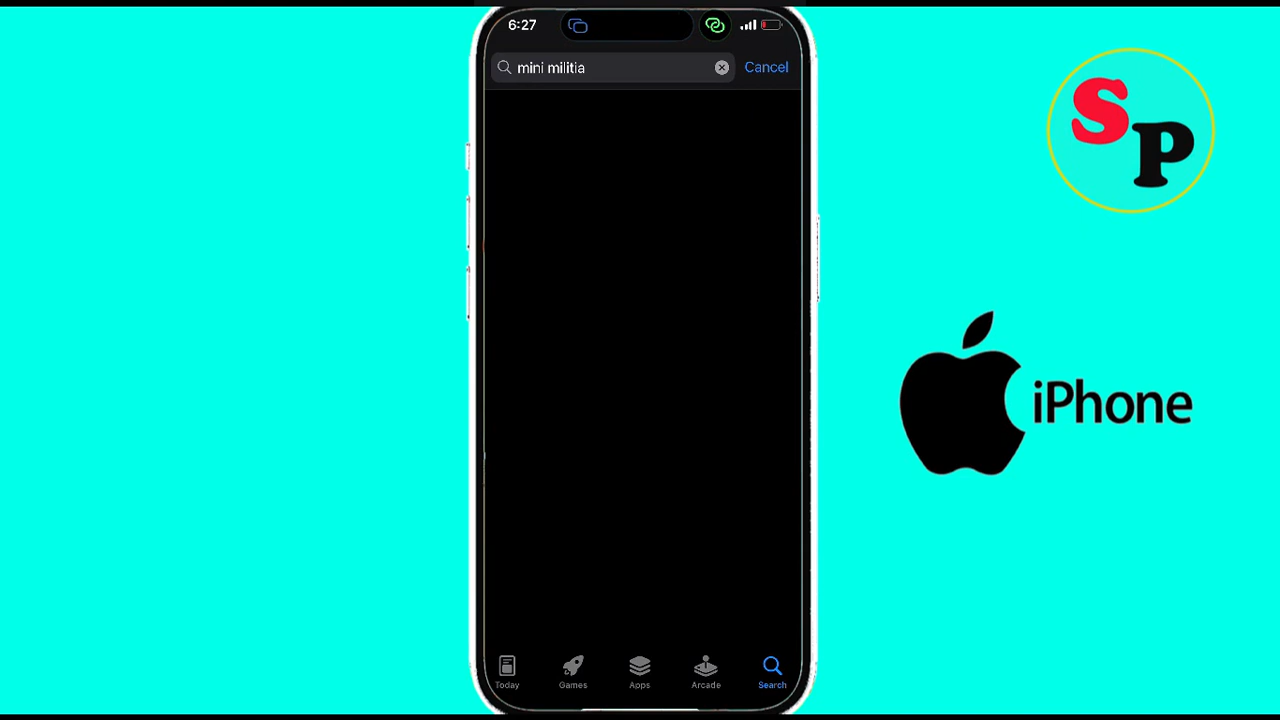 6:27
mini militia
Cancel
SP
iPhone
Today
Games
Apps
Arcade
Search